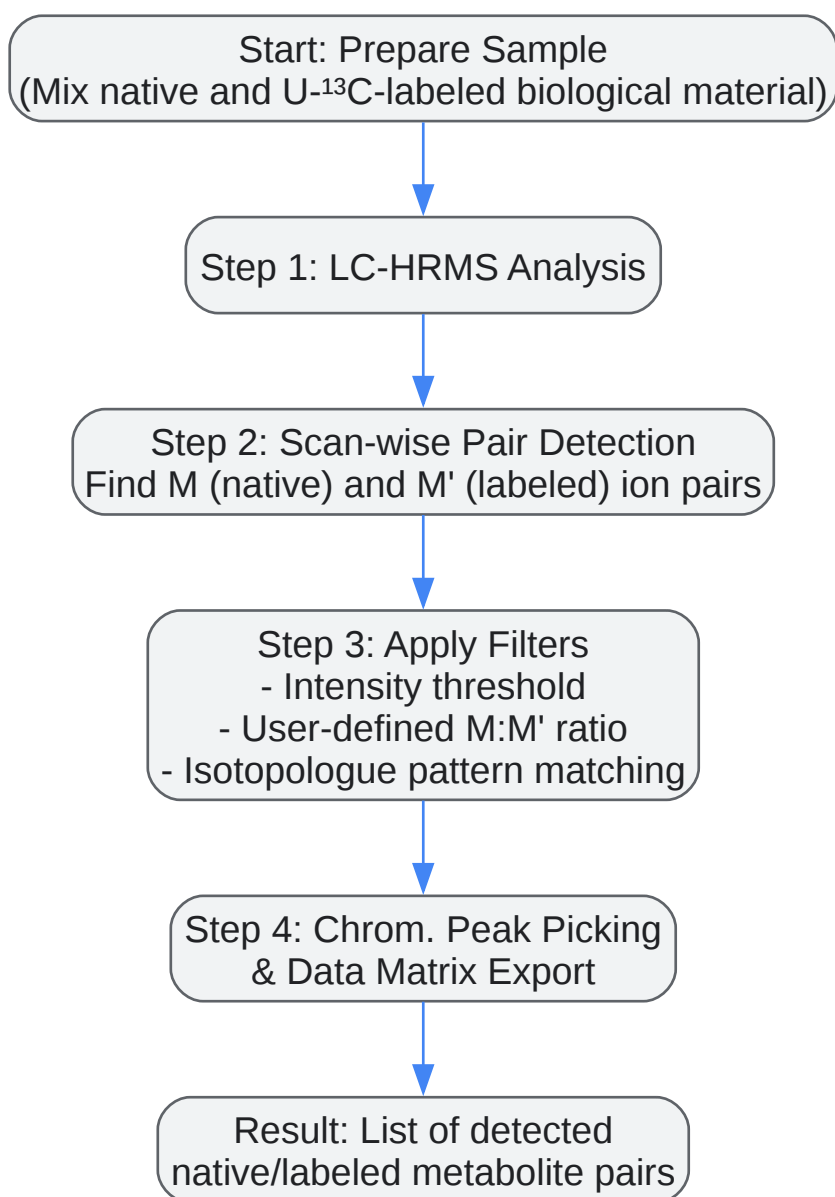 Start: Prepare Sample
(Mix native and U-¹³C-labeled biological material)
Step 1: LC-HRMS Analysis
Step 2: Scan-wise Pair Detection
Find M (native) and M' (labeled) ion pairs
Step 3: Apply Filters
- Intensity threshold
- User-defined M:M' ratio
- Isotopologue pattern matching
Step 4: Chrom. Peak Picking
& Data Matrix Export
Result: List of detected
native/labeled metabolite pairs